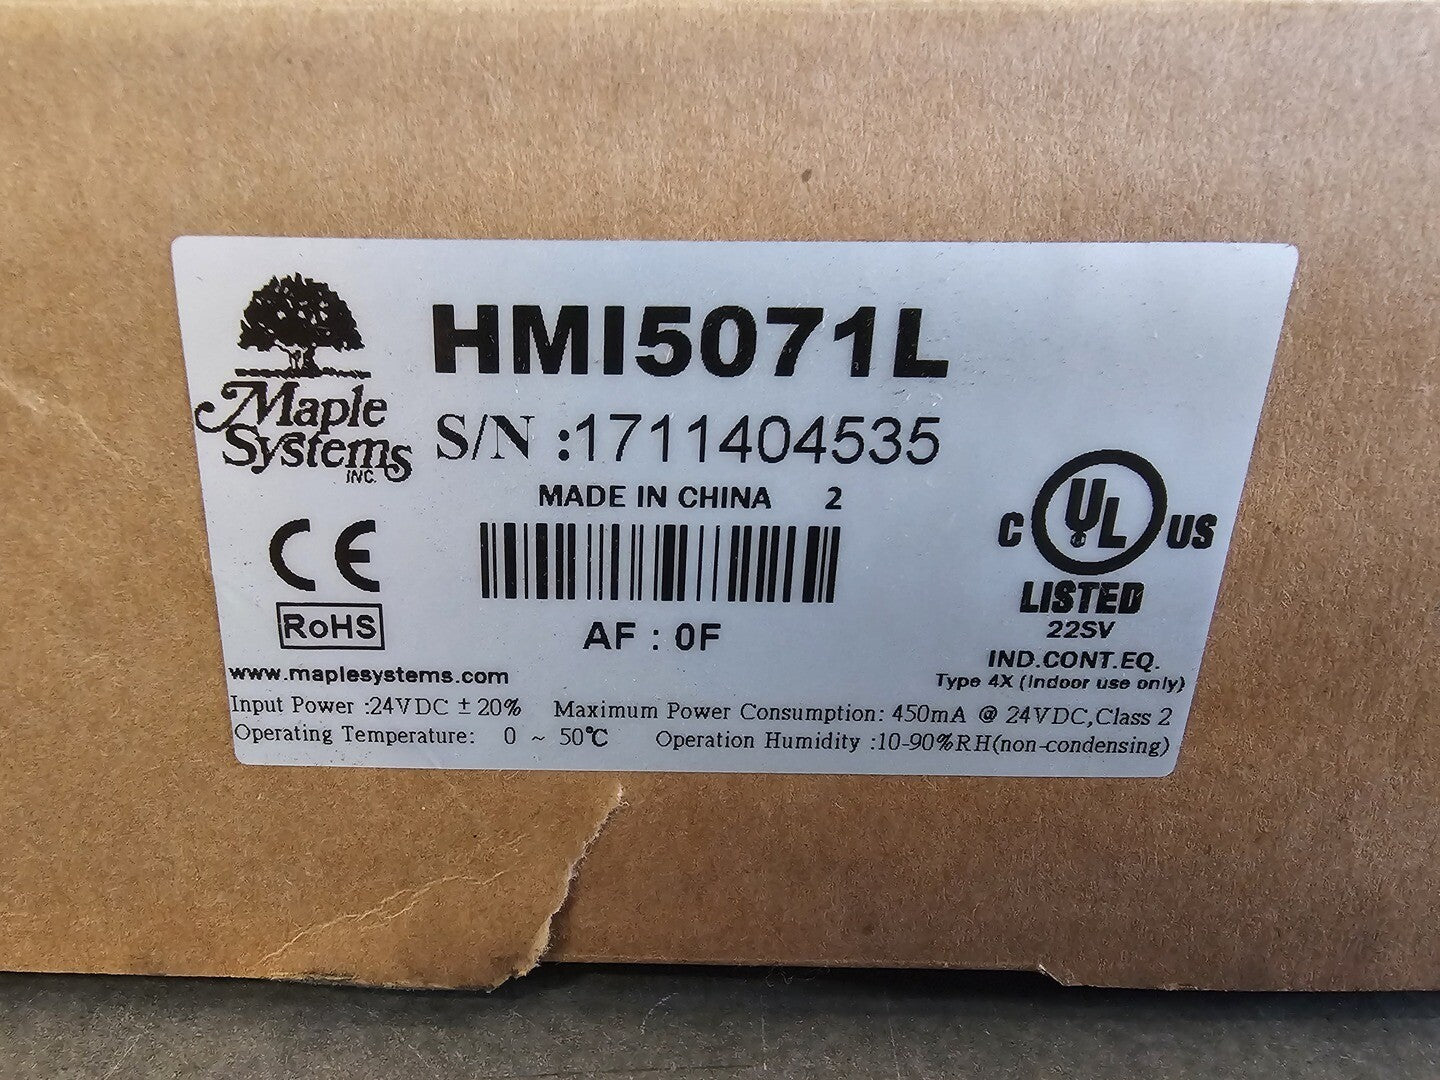 HMI5071L
Maple
Systems
INC.
S/N :1711404535
MADE IN CHINA 2
CE
RoHS
AF : 0F
C UL US
LISTED
22SV
IND.CONT.EQ.
Type 4X (Indoor use only)
www.maplesystems.com
Input Power :24VDC ± 20% Maximum Power Consumption: 450mA @ 24VDC,Class 2
Operating Temperature: 0 ~ 50℃ Operation Humidity :10-90%RH(non-condensing)